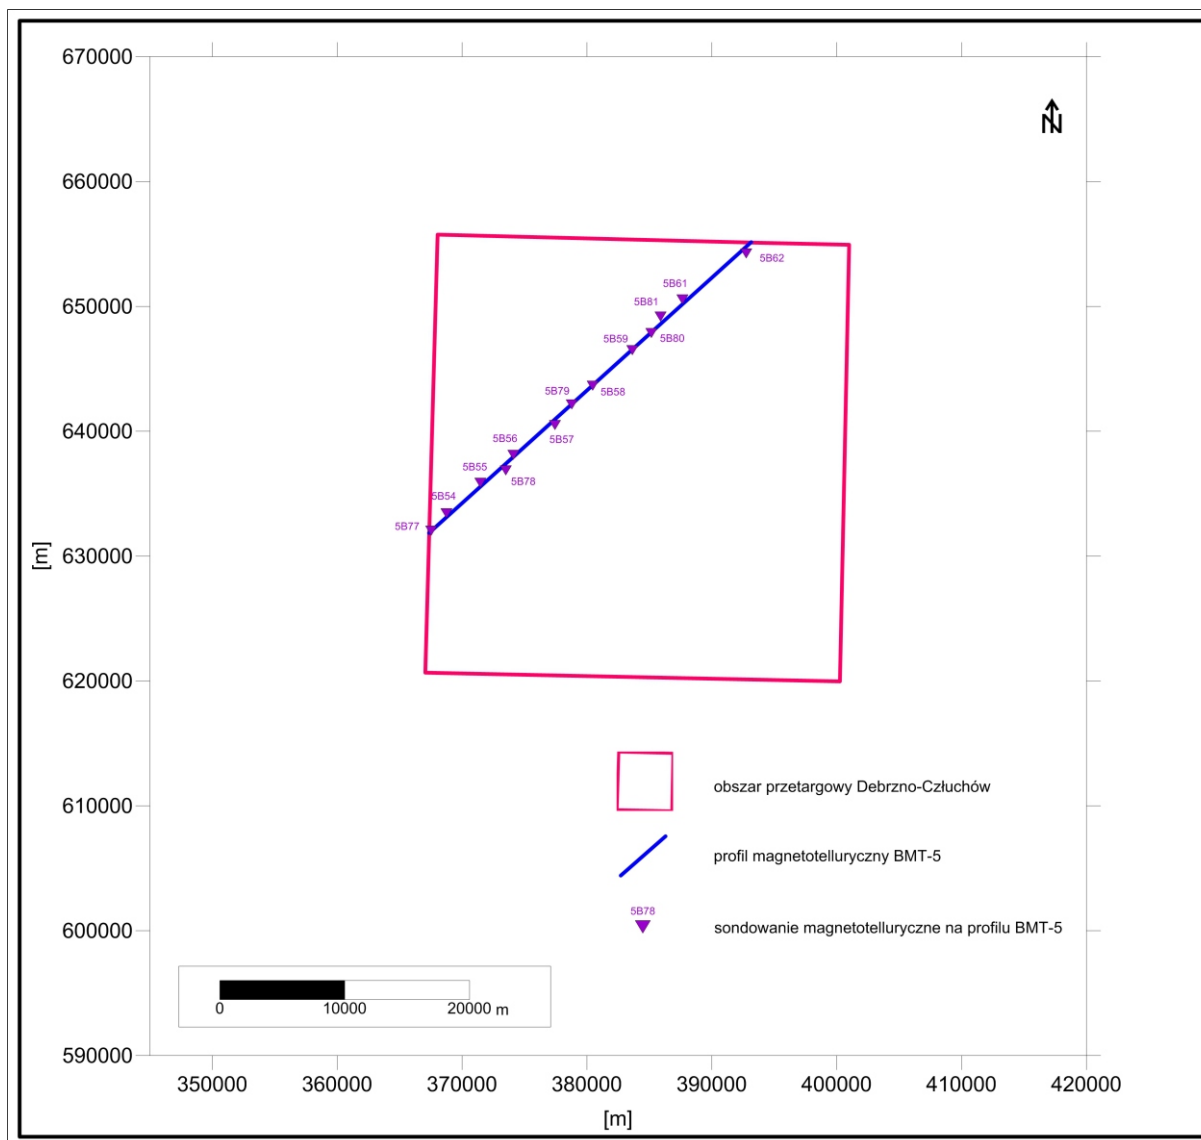 670000
660000
650000
640000
630000
620000
610000
600000
590000
[m]
N
5B62
5B61
5B81
5B80
5B59
5B58
5B79
5B57
5B56
5B78
5B55
5B54
5B77
obszar przetargowy Debrzno-Człuchów
profil magnetotelluryczny BMT-5
5B78
sondowanie magnetotelluryczne na profilu BMT-5
0 10000 20000 m
350000 360000 370000 380000 390000 400000 410000 420000
[m]